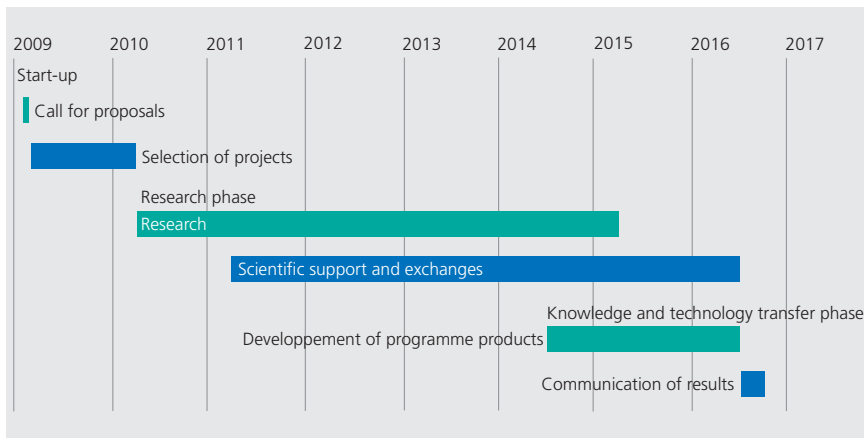 2009 2010 2011 2012 2013 2014 2015 2016 2017
Start-up
Call for proposals
Selection of projects
Research phase
Research
Scientific support and exchanges
Knowledge and technology transfer phase
Developpement of programme products
Communication of results